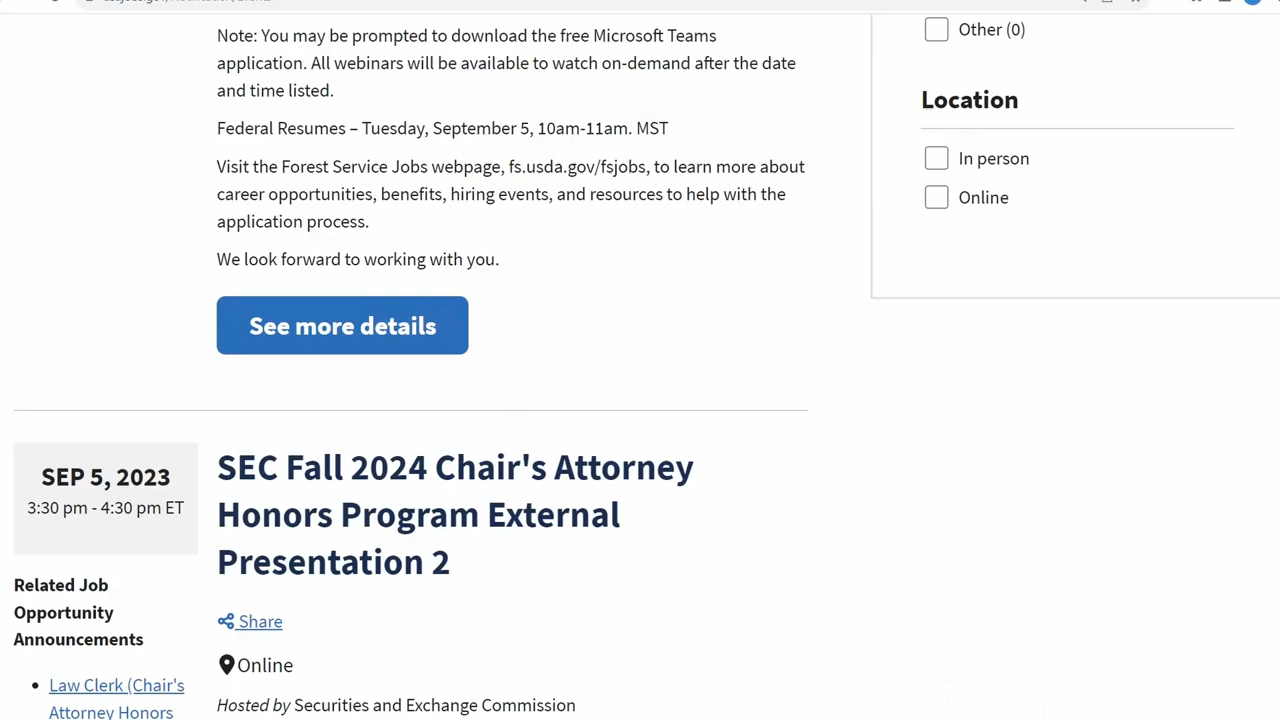 Note: You may be prompted to download the free Microsoft Teams
application. All webinars will be available to watch on-demand after the date
and time listed.
Federal Resumes – Tuesday, September 5, 10am-11am. MST
Visit the Forest Service Jobs webpage, fs.usda.gov/fsjobs, to learn more about
career opportunities, benefits, hiring events, and resources to help with the
application process.
We look forward to working with you.
See more details
Other (0)
Location
In person
Online
SEP 5, 2023
3:30 pm - 4:30 pm ET
Related Job
Opportunity
Announcements
Law Clerk (Chair's
Attorney Honors
SEC Fall 2024 Chair's Attorney
Honors Program External
Presentation 2
Share
Online
Hosted by Securities and Exchange Commission